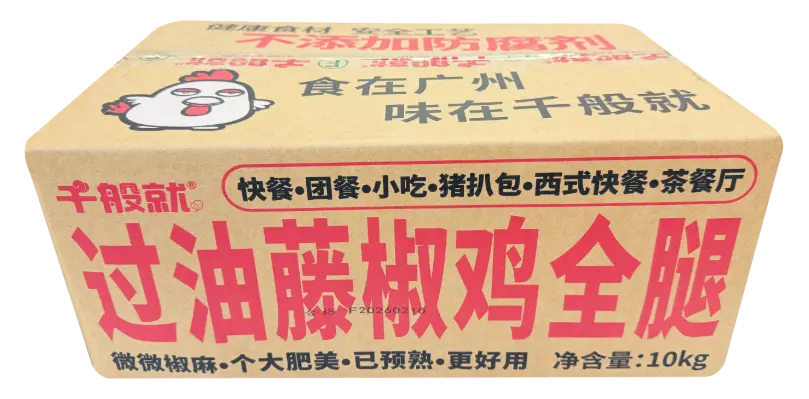 健康食材 安全工艺
不添加防腐剂
食在广州
味在千般就
千般就®
快餐•团餐•小吃•猪扒包•西式快餐•茶餐厅
过油藤椒鸡全腿
F20260210
微微椒麻•个大肥美•已预熟•更好用 净含量:10kg